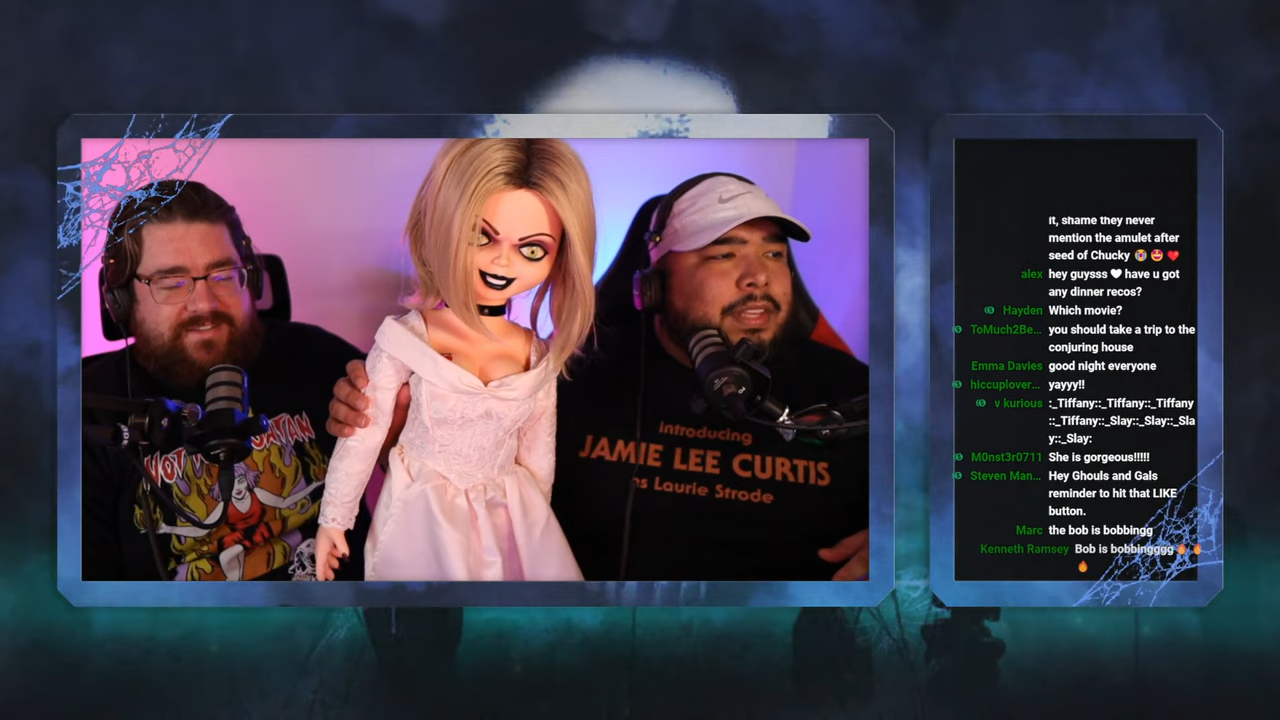 HOT
SATAN
introducing
JAMIE LEE CURTIS
as Laurie Strode
it, shame they never
mention the amulet after
seed of Chucky 😭 🤩 ❤️
alex hey guysss 🤍 have u got
any dinner recos?
Hayden Which movie?
ToMuch2Be... you should take a trip to the
conjuring house
Emma Davies good night everyone
hiccuplover... yayyy!!
v kurious :_Tiffany::_Tiffany::_Tiffany
::_Tiffany::_Slay::_Slay::_Sla
y::_Slay:
M0nst3r0711 She is gorgeous!!!!!
Steven Man... Hey Ghouls and Gals
reminder to hit that LIKE
button.
Marc the bob is bobbingg
Kenneth Ramsey Bob is bobbingggg 🔥 🔥
🔥